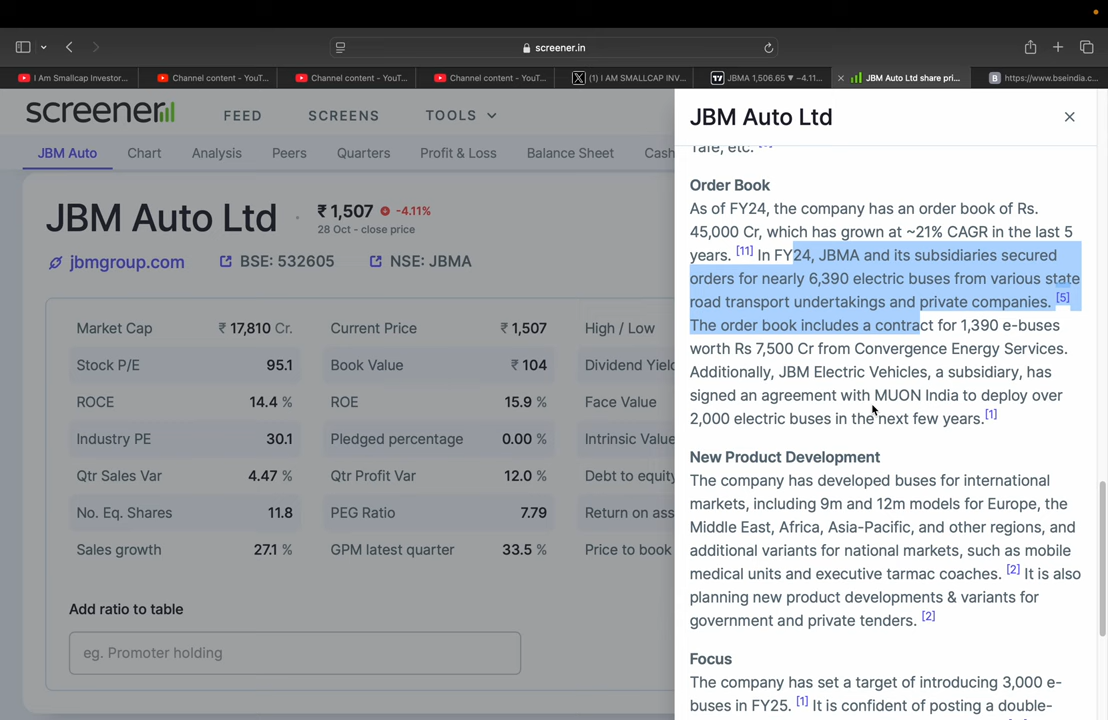 screener.in
I Am Smallcap Investor...
Channel content - YouT...
Channel content - YouT...
Channel content - YouT...
(1) I AM SMALLCAP INV...
JBMA 1,506.65 ▼ −4.11...
JBM Auto Ltd share pri...
https://www.bseindia.c...
screener
FEED
SCREENS
TOOLS
JBM Auto
Chart
Analysis
Peers
Quarters
Profit & Loss
Balance Sheet
Cash
JBM Auto Ltd
₹ 1,507 -4.11%
28 Oct - close price
jbmgroup.com
BSE: 532605
NSE: JBMA
Market Cap ₹ 17,810 Cr.
Current Price ₹ 1,507
High / Low
Stock P/E 95.1
Book Value ₹ 104
Dividend Yield
ROCE 14.4 %
ROE 15.9 %
Face Value
Industry PE 30.1
Pledged percentage 0.00 %
Intrinsic Value
Qtr Sales Var 4.47 %
Qtr Profit Var 12.0 %
Debt to equity
No. Eq. Shares 11.8
PEG Ratio 7.79
Return on ass
Sales growth 27.1 %
GPM latest quarter 33.5 %
Price to book
Add ratio to table
eg. Promoter holding
JBM Auto Ltd
Tafe, etc.
Order Book
As of FY24, the company has an order book of Rs.
45,000 Cr, which has grown at ~21% CAGR in the last 5
years. [11] In FY24, JBMA and its subsidiaries secured
orders for nearly 6,390 electric buses from various state
road transport undertakings and private companies. [5]
The order book includes a contract for 1,390 e-buses
worth Rs 7,500 Cr from Convergence Energy Services.
Additionally, JBM Electric Vehicles, a subsidiary, has
signed an agreement with MUON India to deploy over
2,000 electric buses in the next few years.[1]
New Product Development
The company has developed buses for international
markets, including 9m and 12m models for Europe, the
Middle East, Africa, Asia-Pacific, and other regions, and
additional variants for national markets, such as mobile
medical units and executive tarmac coaches. [2] It is also
planning new product developments & variants for
government and private tenders. [2]
Focus
The company has set a target of introducing 3,000 e-
buses in FY25. [1] It is confident of posting a double-